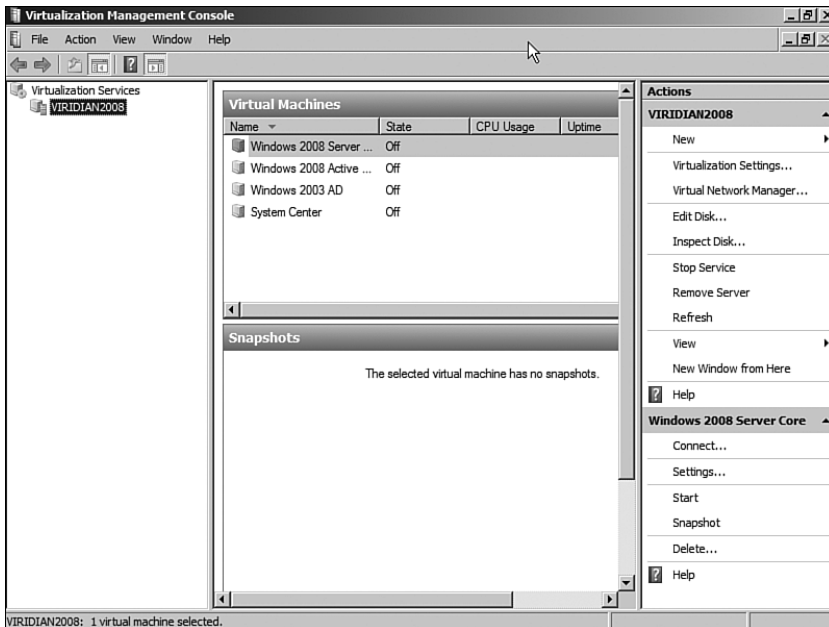 Virtualization Management Console
File Action View Window Help
Virtualization Services
VIRIDIAN2008
Virtual Machines
Name State CPU Usage Uptime
Windows 2008 Server ... Off
Windows 2008 Active ... Off
Windows 2003 AD Off
System Center Off
Snapshots
The selected virtual machine has no snapshots.
Actions
VIRIDIAN2008
New
Virtualization Settings...
Virtual Network Manager...
Edit Disk...
Inspect Disk...
Stop Service
Remove Server
Refresh
View
New Window from Here
Help
Windows 2008 Server Core
Connect...
Settings...
Start
Snapshot
Delete...
Help
VIRIDIAN2008: 1 virtual machine selected.